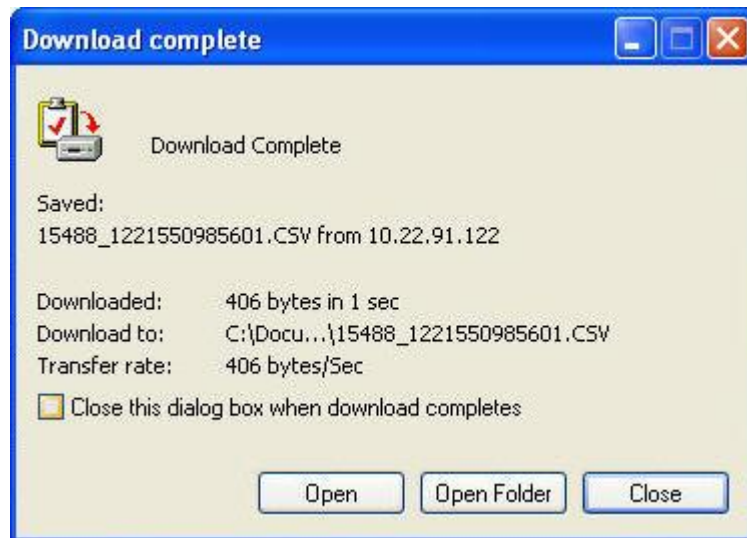 Download complete
Download Complete
Saved:
15488_1221550985601.CSV from 10.22.91.122
Downloaded: 406 bytes in 1 sec
Download to: C:\Docu...\15488_1221550985601.CSV
Transfer rate: 406 bytes/Sec
Close this dialog box when download completes
Open Open Folder Close